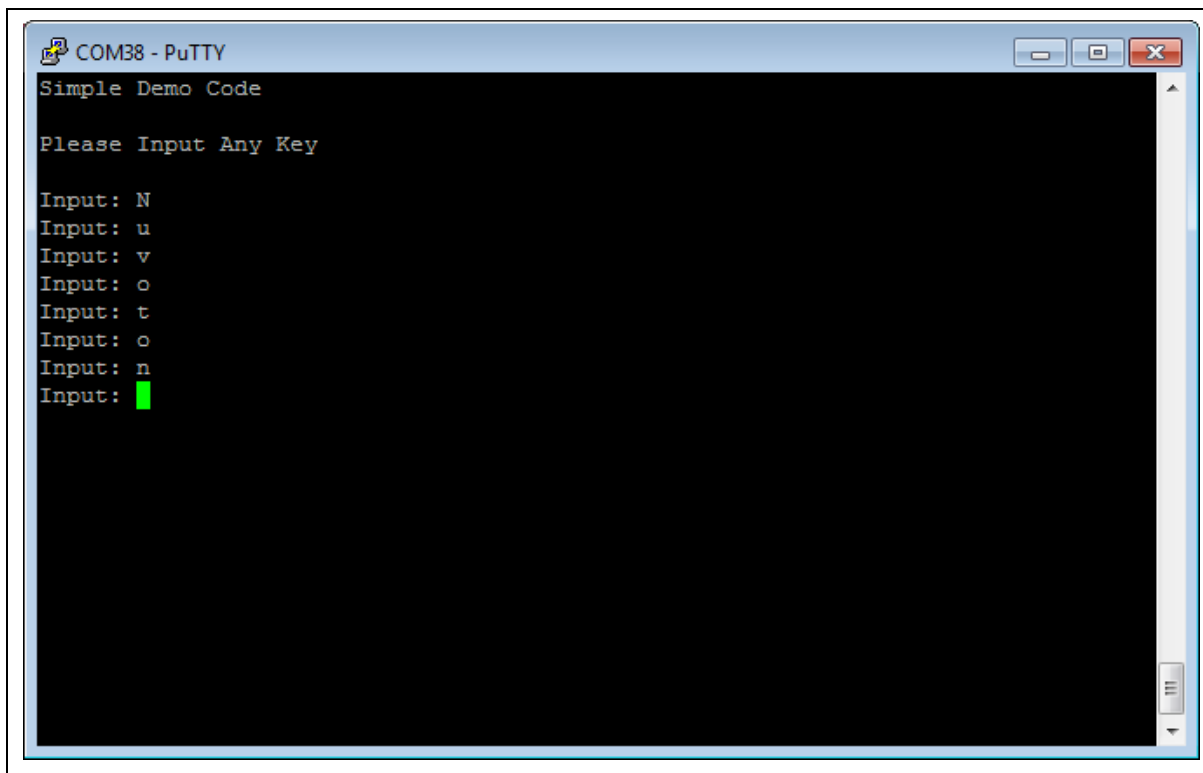 COM38 - PuTTY
Simple Demo Code
Please Input Any Key
Input: N
Input: u
Input: v
Input: o
Input: t
Input: o
Input: n
Input: